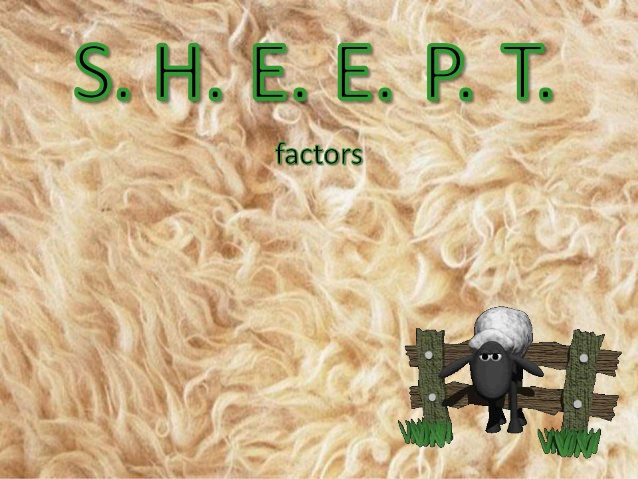 S. H. E. E. P. T.
factors